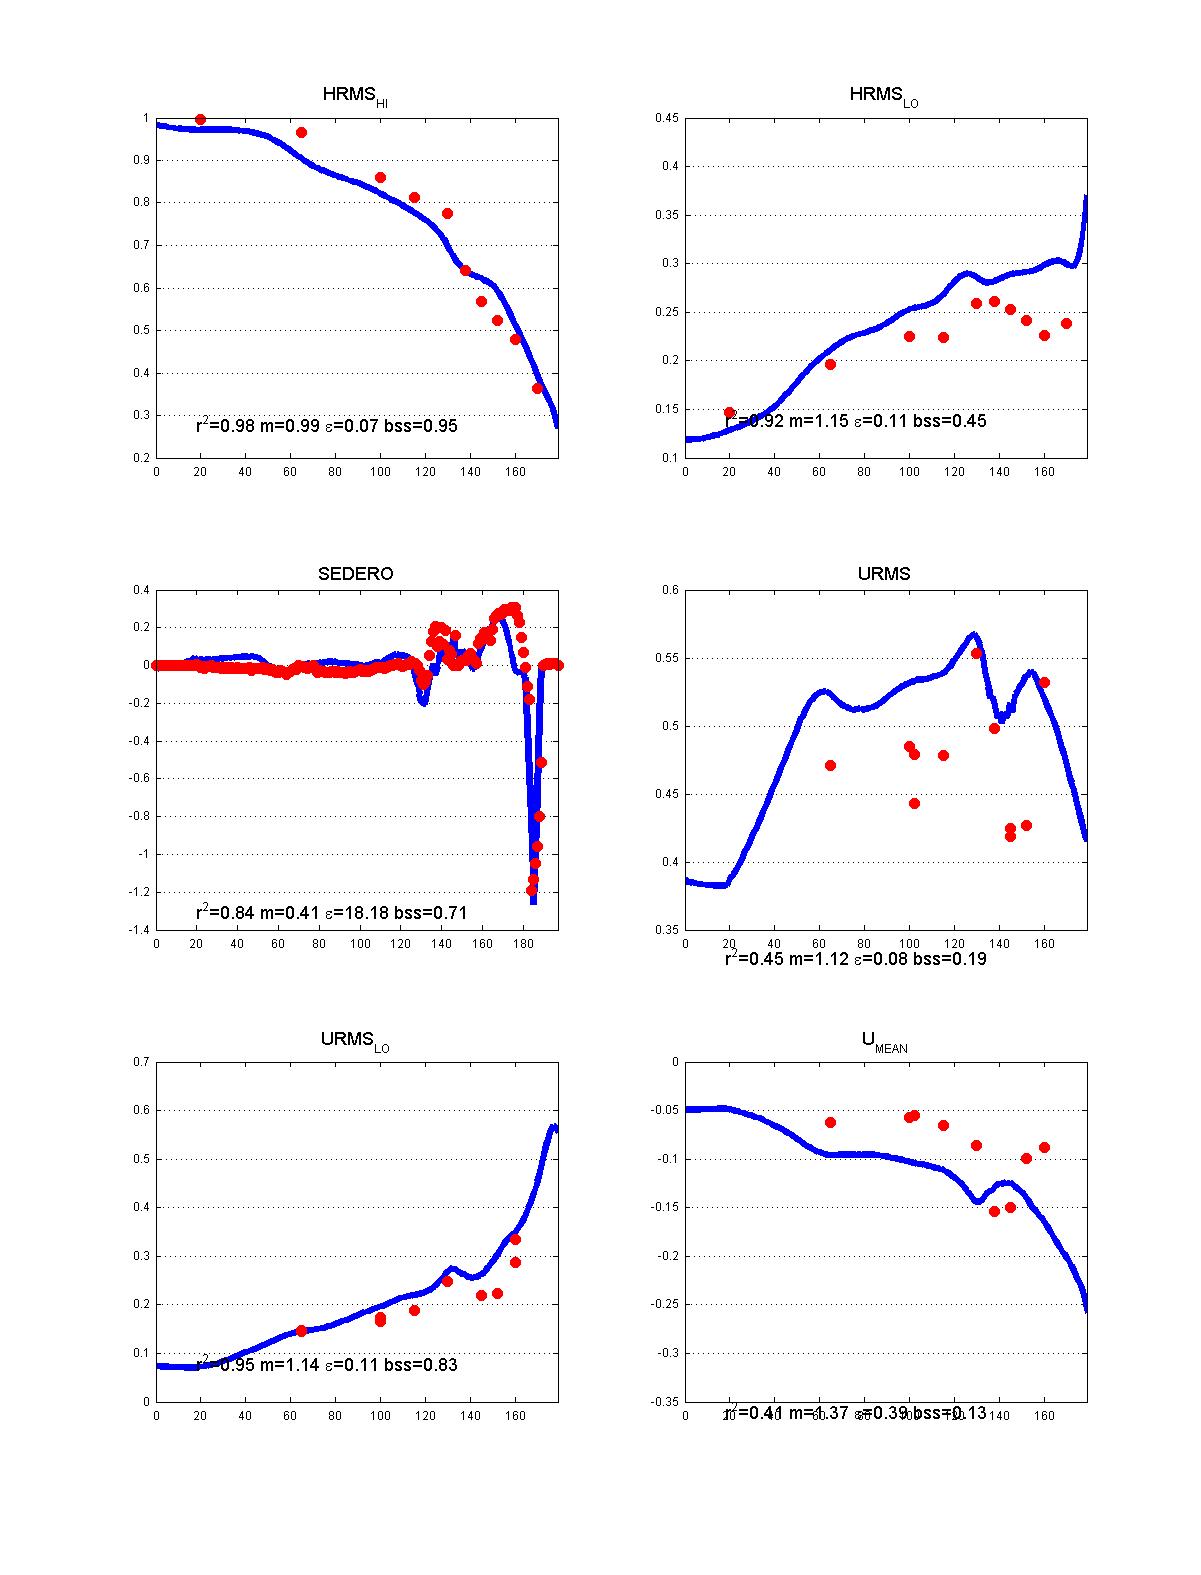 HRMS_HI
1
0.9
0.8
0.7
0.6
0.5
0.4
0.3
0.2
r²=0.98 m=0.99 ε=0.07 bss=0.95
0 20 40 60 80 100 120 140 160
HRMS_LO
0.45
0.4
0.35
0.3
0.25
0.2
0.15
0.1
r²=0.92 m=1.15 ε=0.11 bss=0.45
0 20 40 60 80 100 120 140 160
SEDERO
0.4
0.2
0
-0.2
-0.4
-0.6
-0.8
-1
-1.2
-1.4
r²=0.84 m=0.41 ε=18.18 bss=0.71
0 20 40 60 80 100 120 140 160 180
URMS
0.6
0.55
0.5
0.45
0.4
0.35
0 20 40 60 80 100 120 140 160
r²=0.45 m=1.12 ε=0.08 bss=0.19
URMS_LO
0.7
0.6
0.5
0.4
0.3
0.2
0.1
0
r²=0.95 m=1.14 ε=0.11 bss=0.83
0 20 40 60 80 100 120 140 160
U_MEAN
0
-0.05
-0.1
-0.15
-0.2
-0.25
-0.3
-0.35
r²=0.41 m=1.37 ε=0.39 bss=0.13
0 20 40 60 80 100 120 140 160